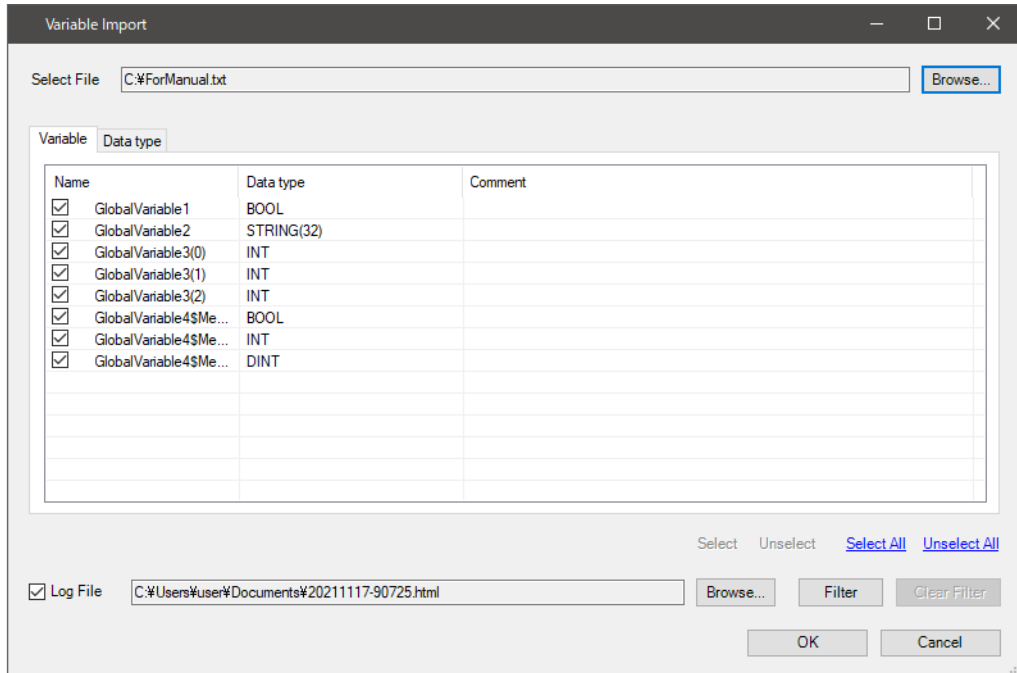 Variable Import
Select File C:¥ForManual.txt Browse...
Variable Data type
Name Data type Comment
GlobalVariable1 BOOL
GlobalVariable2 STRING(32)
GlobalVariable3(0) INT
GlobalVariable3(1) INT
GlobalVariable3(2) INT
GlobalVariable4$Me... BOOL
GlobalVariable4$Me... INT
GlobalVariable4$Me... DINT
Select Unselect Select All Unselect All
Log File C:¥Users¥user¥Documents¥20211117-90725.html Browse... Filter Clear Filter
OK Cancel